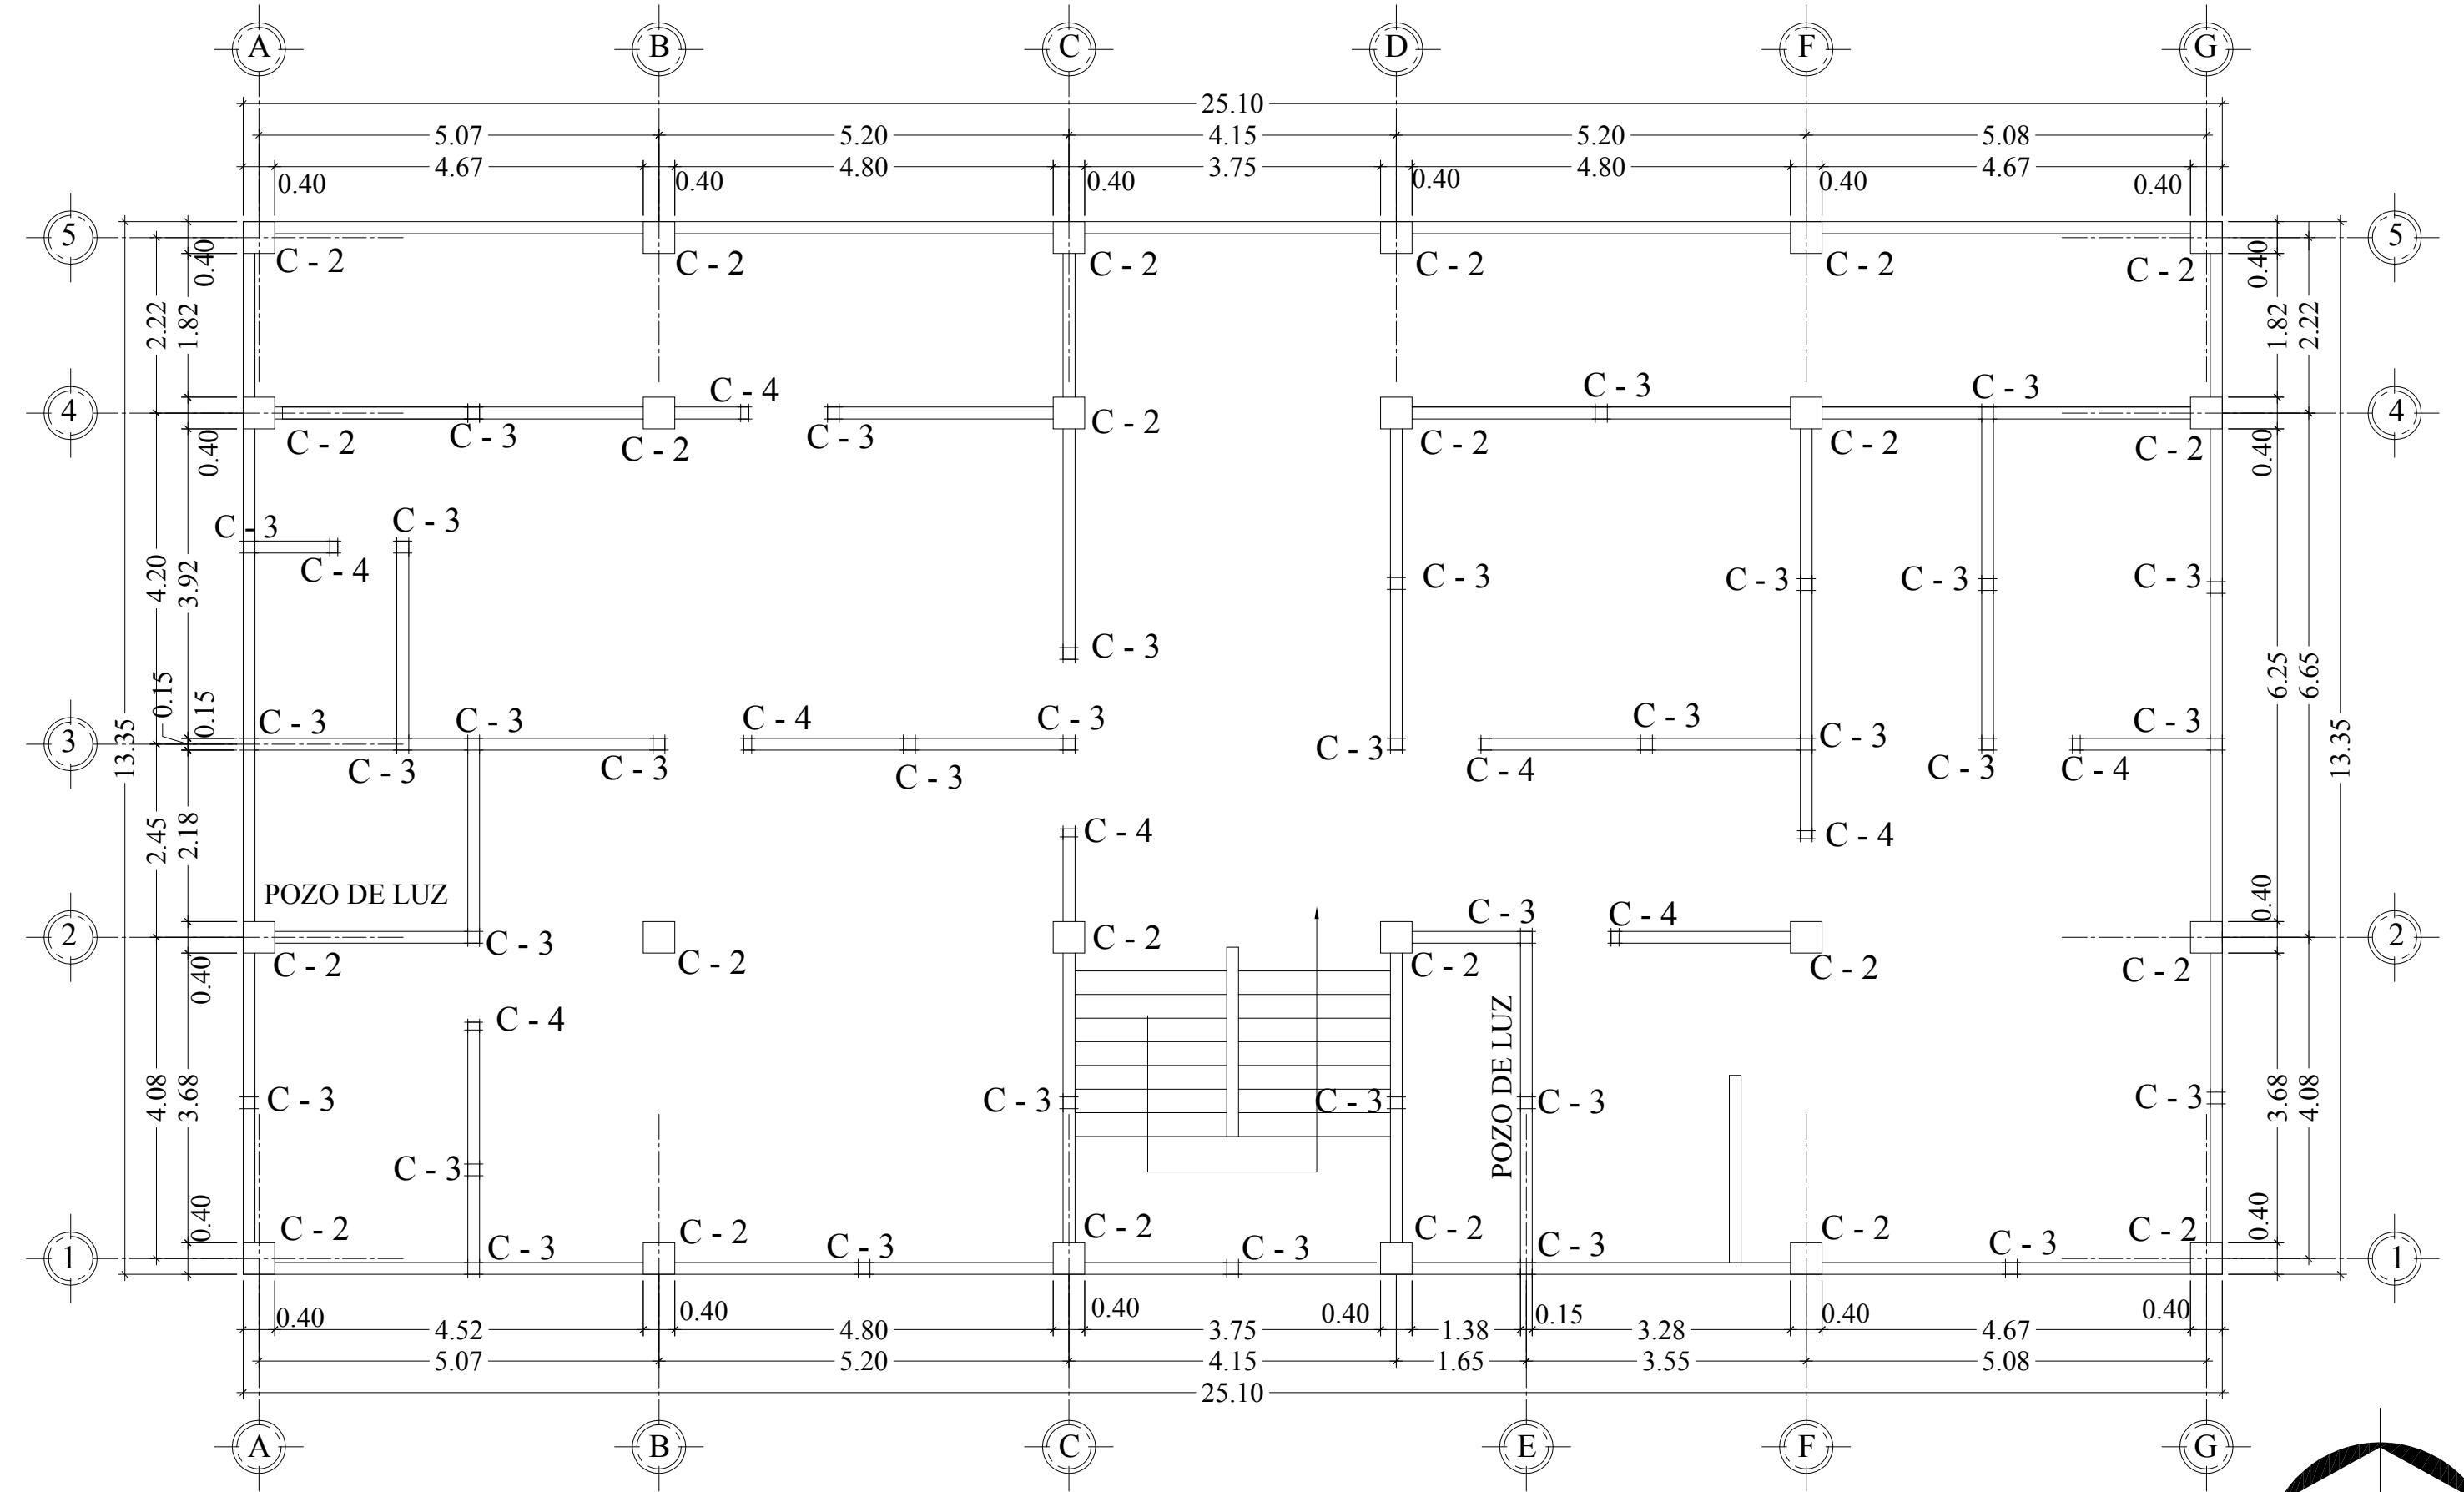 A B C D F G
25.10
5.07 5.20 4.15 5.20 5.08
4.67 4.80 3.75 4.80 4.67
0.40 0.40 0.40 0.40 0.40 0.40
5 5
0.40 C - 2 C - 2 C - 2 C - 2 C - 2 C - 2 0.40
2.22 1.82 1.82 2.22
C - 4 C - 3 C - 3
4 4
C - 2 C - 3 C - 2 C - 3 C - 2 C - 2 C - 2 C - 2
0.40 0.40
C - 3 C - 3
C - 4
4.20 3.92 C - 3 C - 3 C - 3 C - 3
C - 3
6.25 6.65
0.15 0.15
C - 3 C - 3 C - 4 C - 3 C - 3 C - 3 C - 3
3 13.35 13.35 3
C - 3 C - 3 C - 3 C - 3 C - 4 C - 3 C - 4
2.45 2.18 C - 4 C - 4
POZO DE LUZ
0.40
C - 3 C - 4
2 2
C - 3 C - 2
C - 2 C - 2 C - 2 C - 2 C - 2
0.40
C - 4
POZO DE LUZ
4.08 3.68 C - 3 C - 3 C - 3 C - 3 C - 3 3.68 4.08
C - 3
0.40 0.40
C - 2 C - 2 C - 2 C - 2 C - 2 C - 2
1 1
C - 3 C - 3 C - 3 C - 3 C - 3
0.40 0.40 0.40 0.40 0.15 0.40 0.40
4.52 4.80 3.75 1.38 3.28 4.67
5.07 5.20 4.15 1.65 3.55 5.08
25.10
A B C E F G